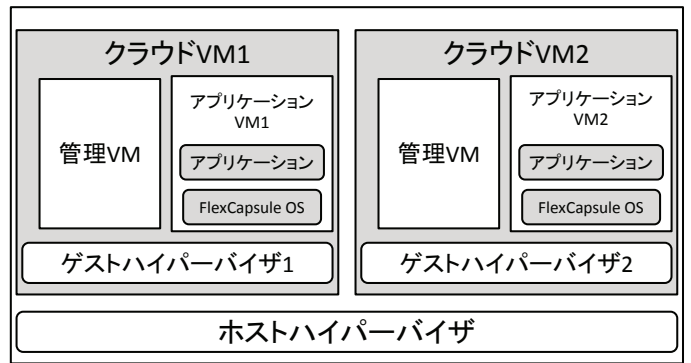 クラウドVM1
管理VM
アプリケーション
VM1
アプリケーション
FlexCapsule OS
ゲストハイパーバイザ1
クラウドVM2
管理VM
アプリケーション
VM2
アプリケーション
FlexCapsule OS
ゲストハイパーバイザ2
ホストハイパーバイザ